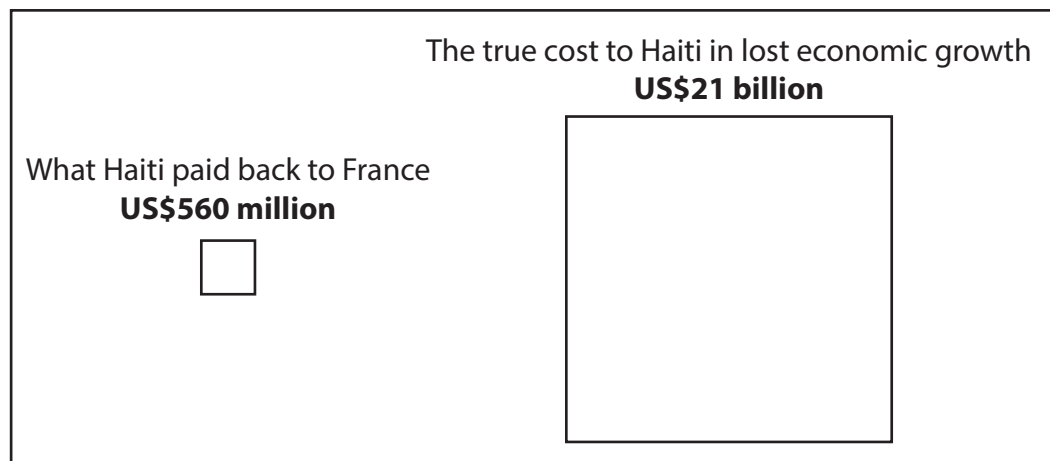 The true cost to Haiti in lost economic growth
US$21 billion
What Haiti paid back to France
US$560 million